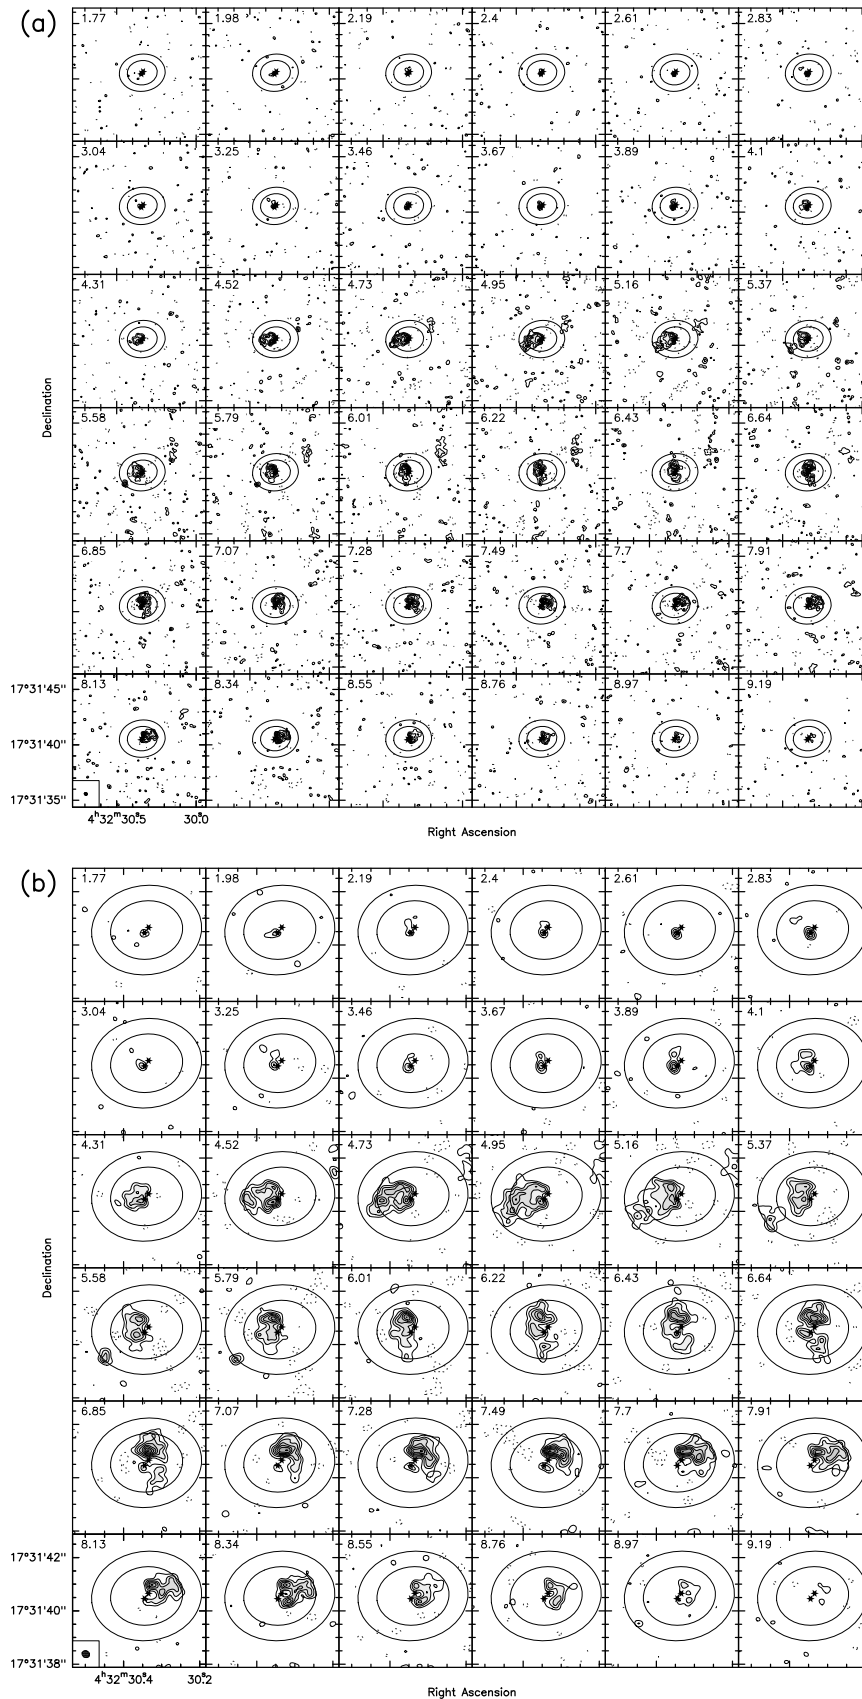 (a)
1.77 1.98 2.19 2.4 2.61 2.83
3.04 3.25 3.46 3.67 3.89 4.1
4.31 4.52 4.73 4.95 5.16 5.37
Declination
5.58 5.79 6.01 6.22 6.43 6.64
6.85 7.07 7.28 7.49 7.7 7.91
17°31'45"
8.13 8.34 8.55 8.76 8.97 9.19
17°31'40"
17°31'35"
4ʰ32ᵐ30ˢ.5 30ˢ.0
Right Ascension
(b)
1.77 1.98 2.19 2.4 2.61 2.83
3.04 3.25 3.46 3.67 3.89 4.1
4.31 4.52 4.73 4.95 5.16 5.37
Declination
5.58 5.79 6.01 6.22 6.43 6.64
6.85 7.07 7.28 7.49 7.7 7.91
8.13 8.34 8.55 8.76 8.97 9.19
17°31'42"
17°31'40"
17°31'38"
4ʰ32ᵐ30ˢ.4 30ˢ.2
Right Ascension